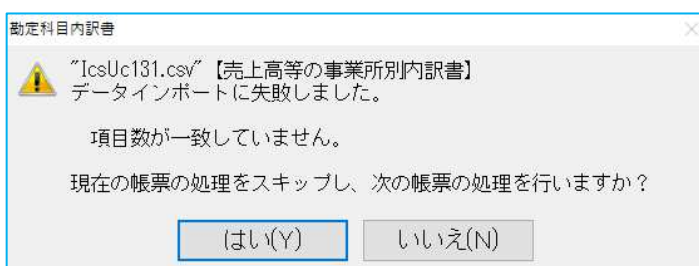 勘定科目内訳書
"IcsUc131.csv"【売上高等の事業所別内訳書】
データインポートに失敗しました。
項目数が一致していません。
現在の帳票の処理をスキップし、次の帳票の処理を行いますか？
はい(Y)
いいえ(N)